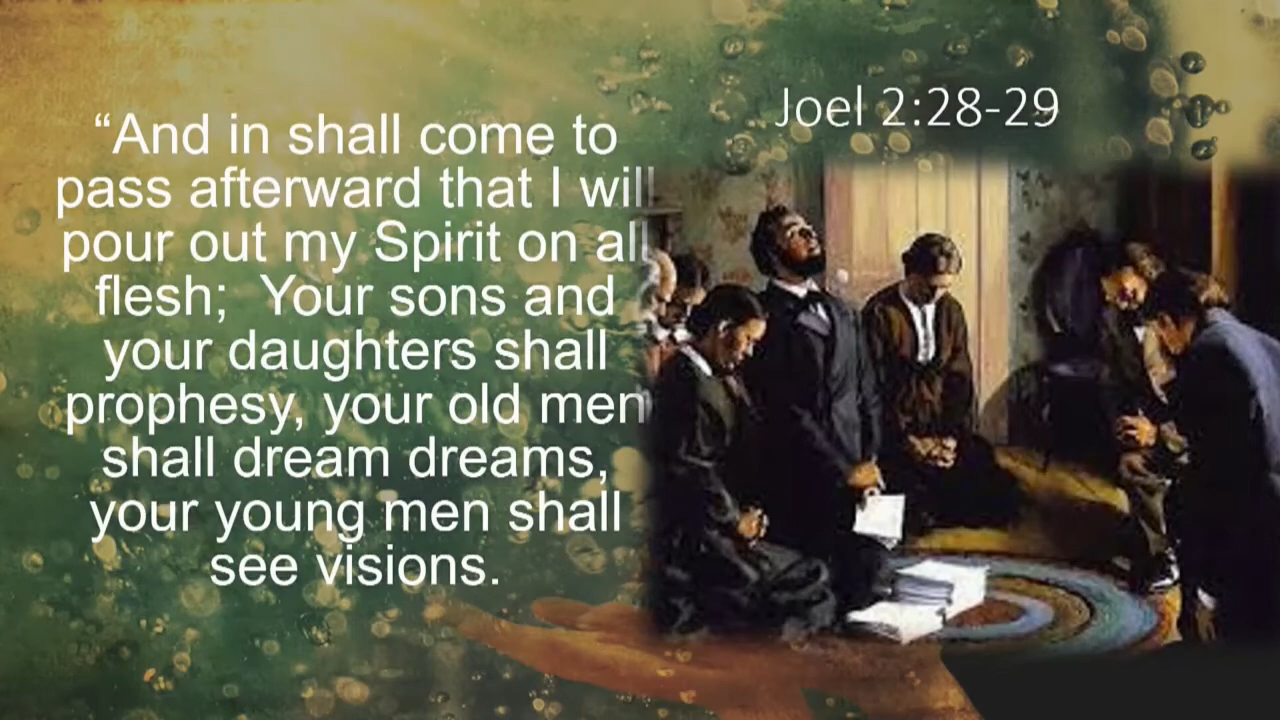 “And in shall come to
pass afterward that I will
pour out my Spirit on all
flesh;  Your sons and
your daughters shall
prophesy, your old men
shall dream dreams,
your young men shall
see visions.
Joel 2:28-29